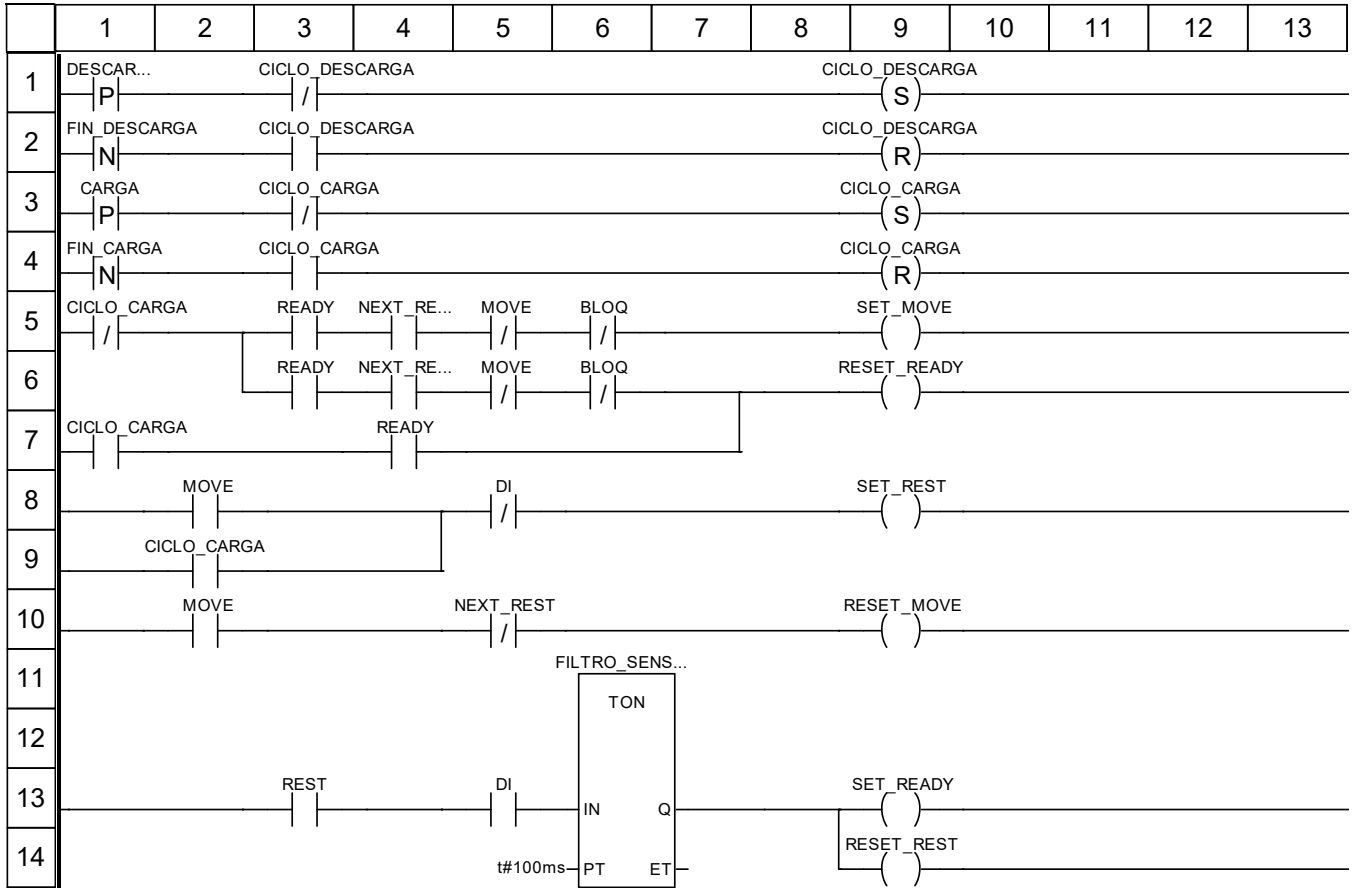 1 2 3 4 5 6 7 8 9 10 11 12 13
1 DESCAR... CICLO_DESCARGA CICLO_DESCARGA
P / S
2 FIN_DESCARGA CICLO_DESCARGA CICLO_DESCARGA
N R
3 CARGA CICLO_CARGA CICLO_CARGA
P / S
4 FIN_CARGA CICLO_CARGA CICLO_CARGA
N R
5 CICLO_CARGA READY NEXT_RE... MOVE BLOQ SET_MOVE
/ / /
6 READY NEXT_RE... MOVE BLOQ RESET_READY
/ /
7 CICLO_CARGA READY
8 MOVE DI SET_REST
/
9 CICLO_CARGA
10 MOVE NEXT_REST RESET_MOVE
/
11 FILTRO_SENS...
TON
12
13 REST DI SET_READY
IN Q
14 RESET_REST
t#100ms PT ET